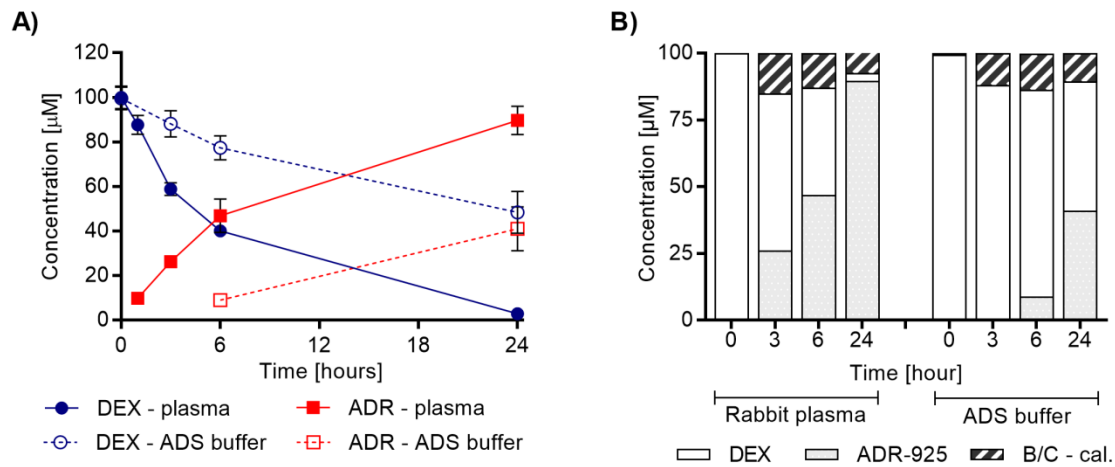 A)
120
100
80
60
40
20
0
Concentration [µM]
0 6 12 18 24
Time [hours]
DEX - plasma ADR - plasma
DEX - ADS buffer ADR - ADS buffer
B)
100
75
50
25
0
Concentration [µM]
0 3 6 24 0 3 6 24
Time [hour]
Rabbit plasma ADS buffer
DEX ADR-925 B/C - cal.